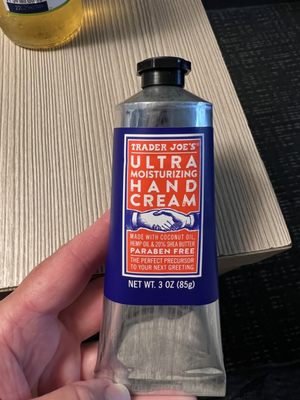 TRADER JOE'S®
ULTRA
MOISTURIZING
HAND
CREAM
MADE WITH COCONUT OIL,
HEMP OIL & 20% SHEA BUTTER
PARABEN FREE
THE PERFECT PRECURSOR
TO YOUR NEXT GREETING
NET WT. 3 OZ (85g)